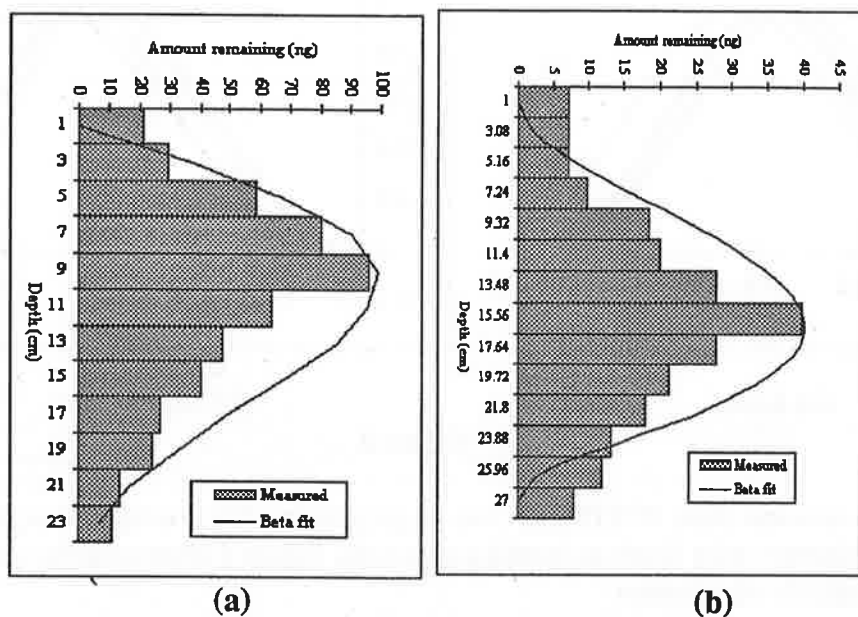 Amount remaining (ng)
0 10 20 30 40 50 60 70 80 90 100
1
3
5
7
9
11
13
15
17
19
21
23
Depth (cm)
Measured
Beta fit
(a)
Amount remaining (ng)
0 5 10 15 20 25 30 35 40 45
1
3.08
5.16
7.24
9.32
11.4
13.48
15.56
17.64
19.72
21.8
23.88
25.96
27
Depth (cm)
Measured
Beta fit
(b)